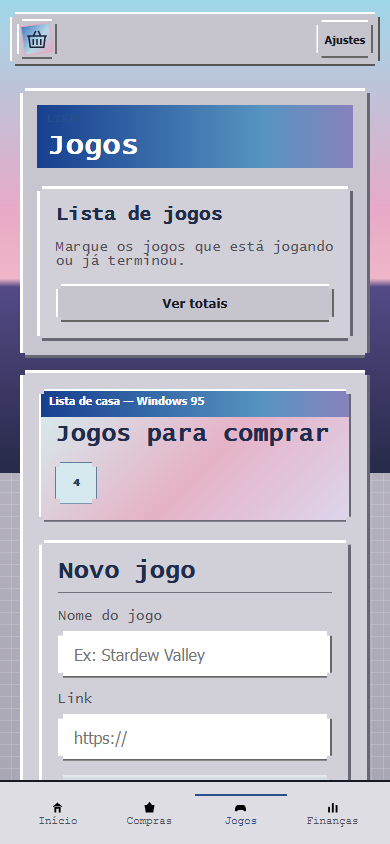 Ajustes
Jogos
Lista de jogos
Marque os jogos que está jogando
ou já terminou.
Ver totais
Lista de casa — Windows 95
Jogos para comprar
4
Novo jogo
Nome do jogo
Ex: Stardew Valley
Link
https://
Início
Compras
Jogos
Finanças